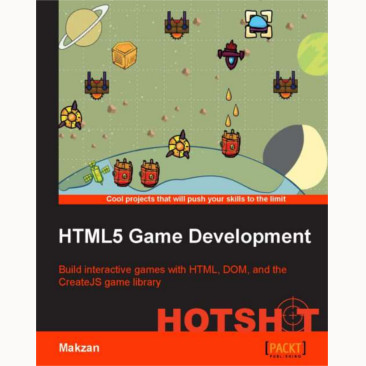 Cool projects that will push your skills to the limit
HTML5 Game Development
Build interactive games with HTML, DOM, and the
CreateJS game library
HOTSHOT
Makzan
[PACKT]
PUBLISHING